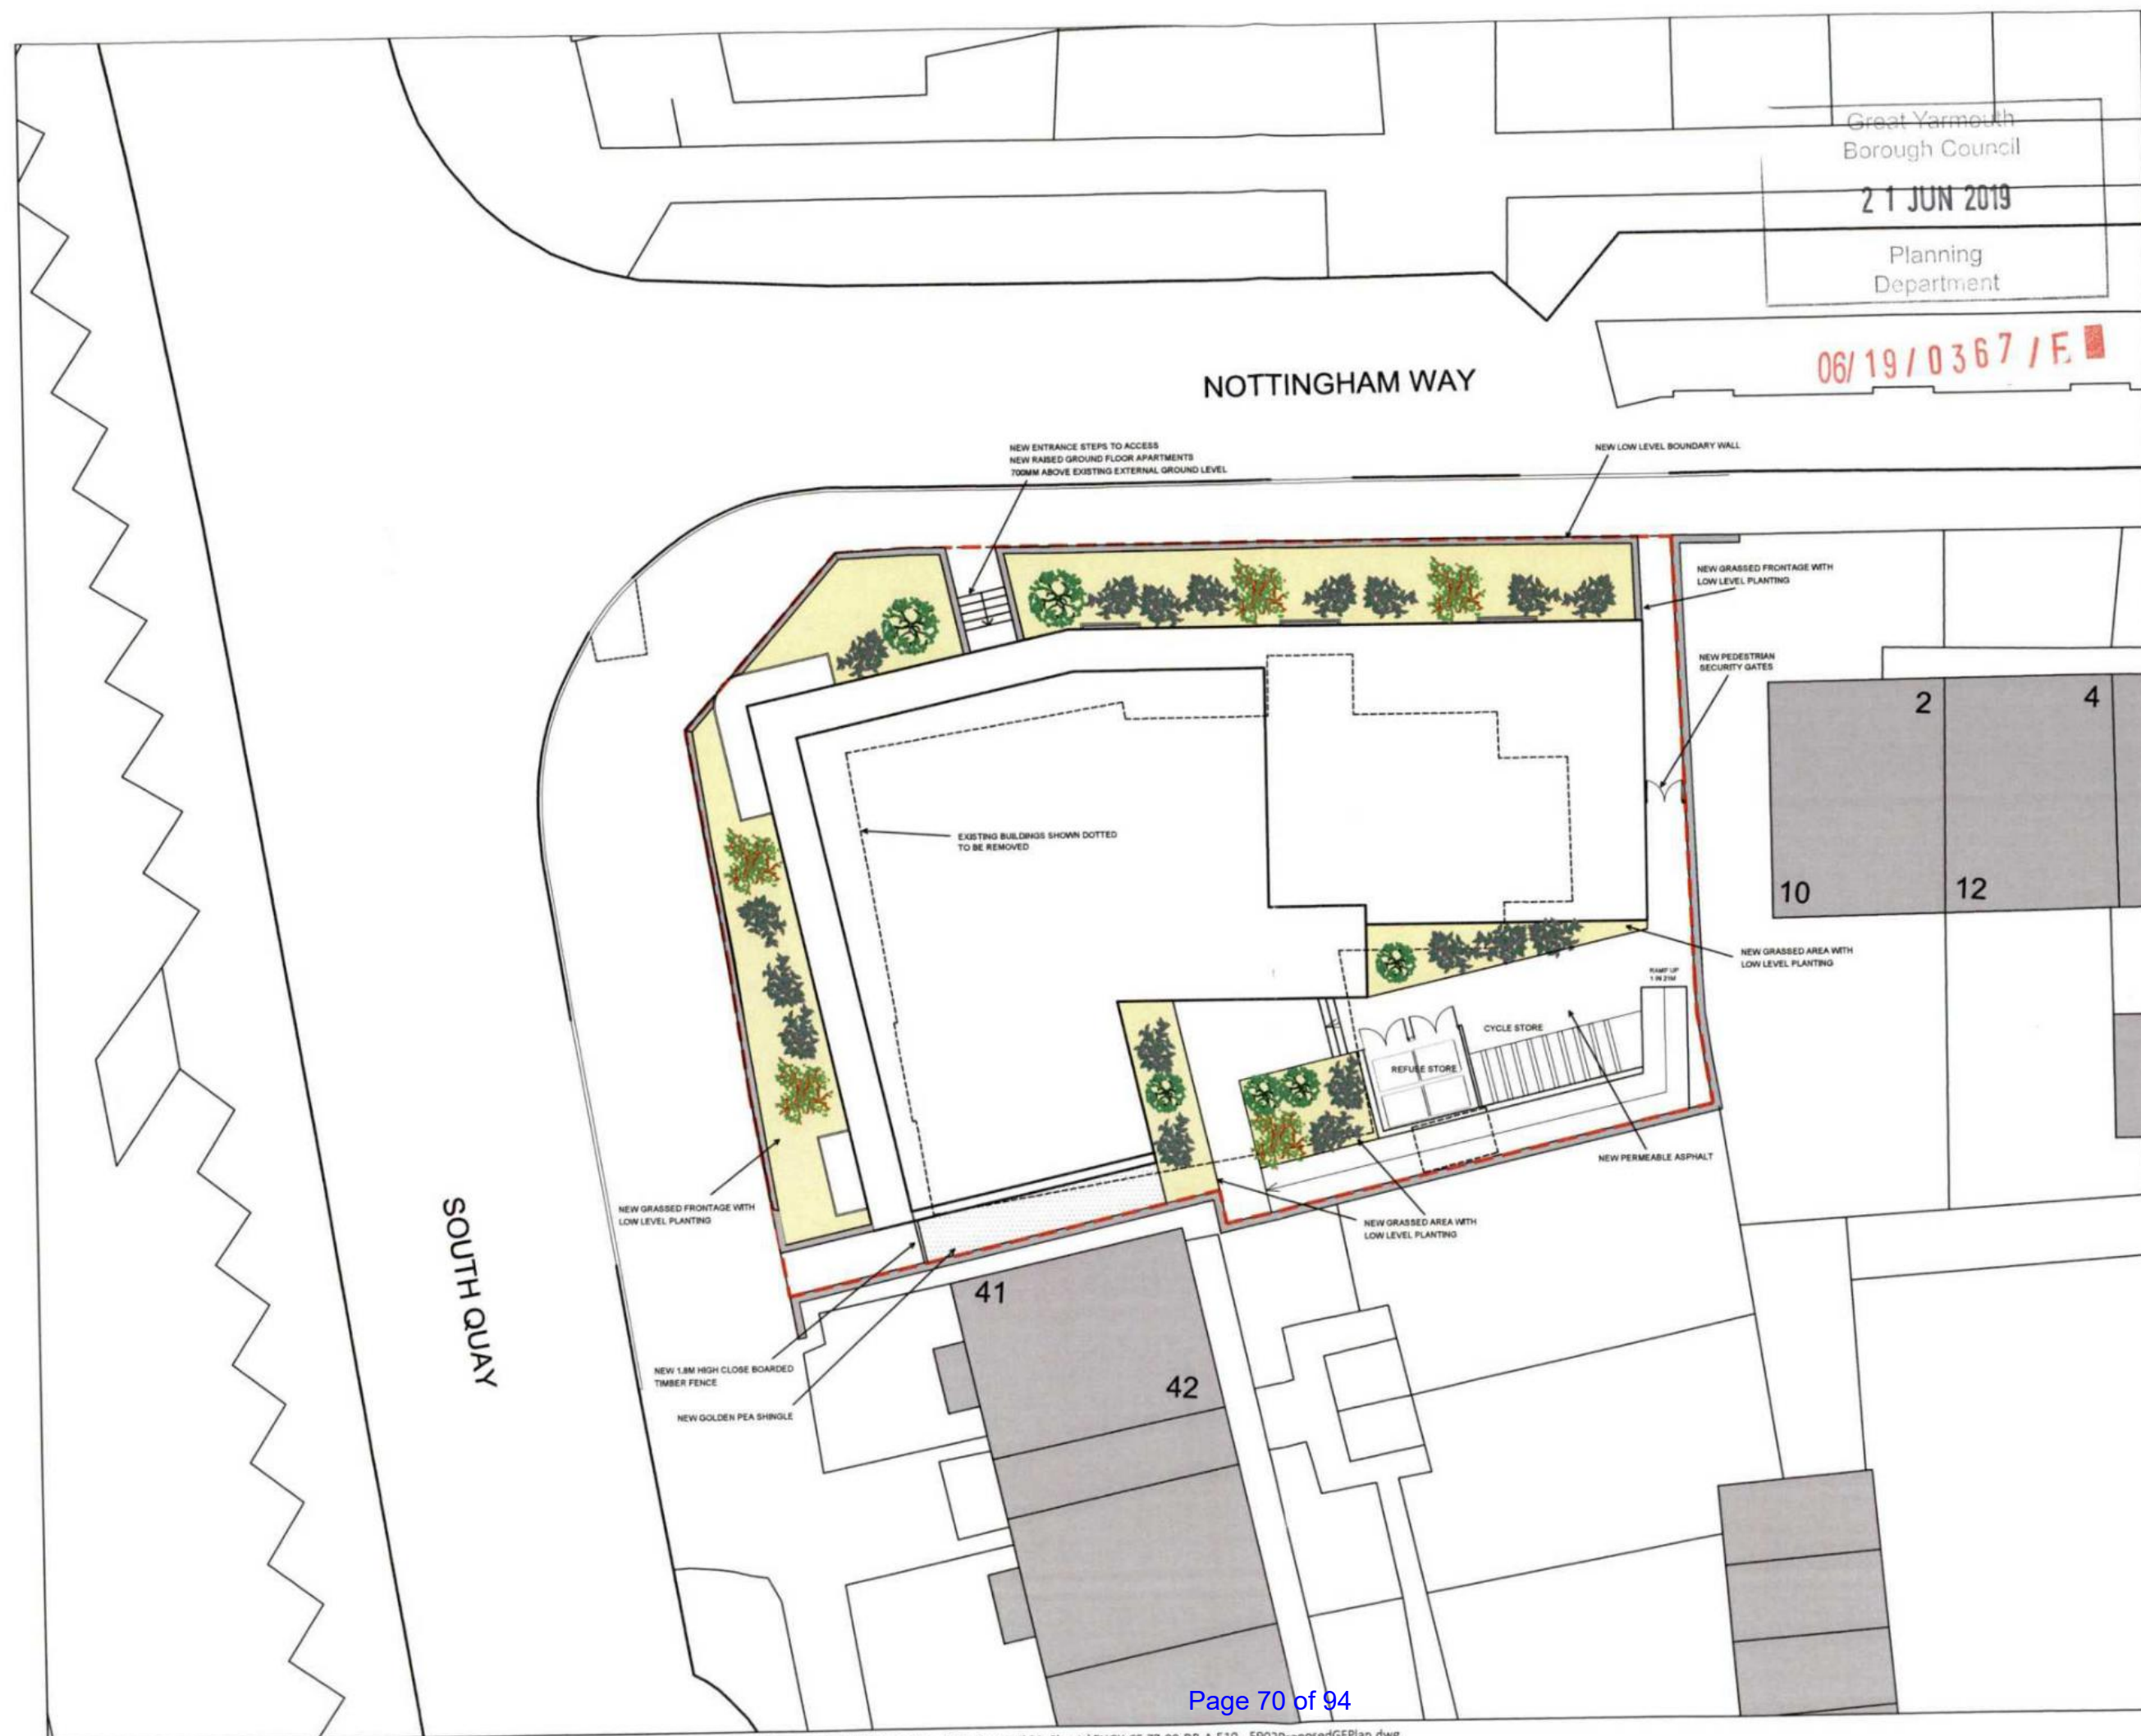 Great Yarmouth
Borough Council
21 JUN 2019
Planning
Department
06/19/0367/F
NOTTINGHAM WAY
NEW ENTRANCE STEPS TO ACCESS
NEW RAISED GROUND FLOOR APARTMENTS
700MM ABOVE EXISTING EXTERNAL GROUND LEVEL
NEW LOW LEVEL BOUNDARY WALL
NEW GRASSED FRONTAGE WITH
LOW LEVEL PLANTING
NEW PEDESTRIAN
SECURITY GATES
2
4
10
12
EXISTING BUILDINGS SHOWN DOTTED
TO BE REMOVED
NEW GRASSED AREA WITH
LOW LEVEL PLANTING
RAMP UP
1 IN 21M
CYCLE STORE
REFUSE STORE
NEW PERMEABLE ASPHALT
NEW GRASSED FRONTAGE WITH
LOW LEVEL PLANTING
NEW GRASSED AREA WITH
LOW LEVEL PLANTING
SOUTH QUAY
41
42
NEW 1.8M HIGH CLOSE BOARDED
TIMBER FENCE
NEW GOLDEN PEA SHINGLE
Page 70 of 94